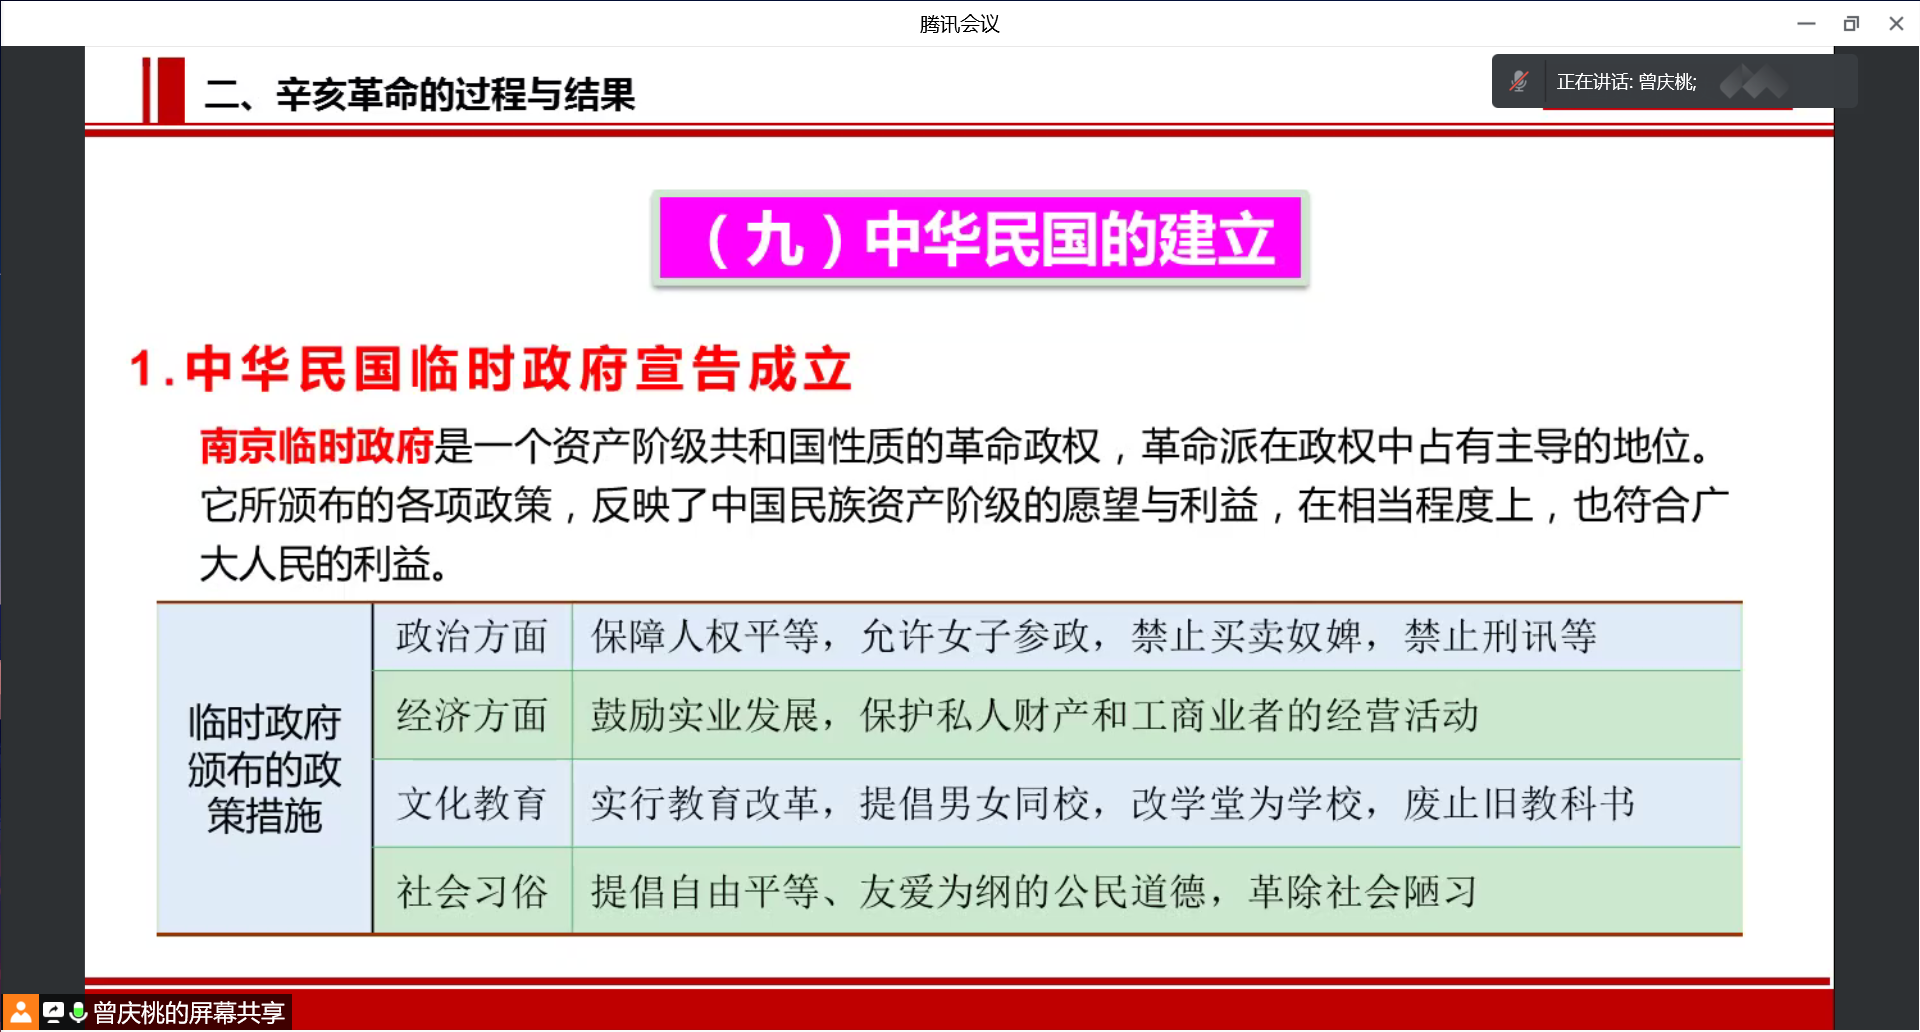 腾讯会议
二、辛亥革命的过程与结果
正在讲话: 曾庆桃;
（九）中华民国的建立
1.中华民国临时政府宣告成立
南京临时政府是一个资产阶级共和国性质的革命政权，革命派在政权中占有主导的地位。
它所颁布的各项政策，反映了中国民族资产阶级的愿望与利益，在相当程度上，也符合广
大人民的利益。
临时政府
颁布的政
策措施
政治方面 保障人权平等，允许女子参政，禁止买卖奴婢，禁止刑讯等
经济方面 鼓励实业发展，保护私人财产和工商业者的经营活动
文化教育 实行教育改革，提倡男女同校，改学堂为学校，废止旧教科书
社会习俗 提倡自由平等、友爱为纲的公民道德，革除社会陋习
曾庆桃的屏幕共享